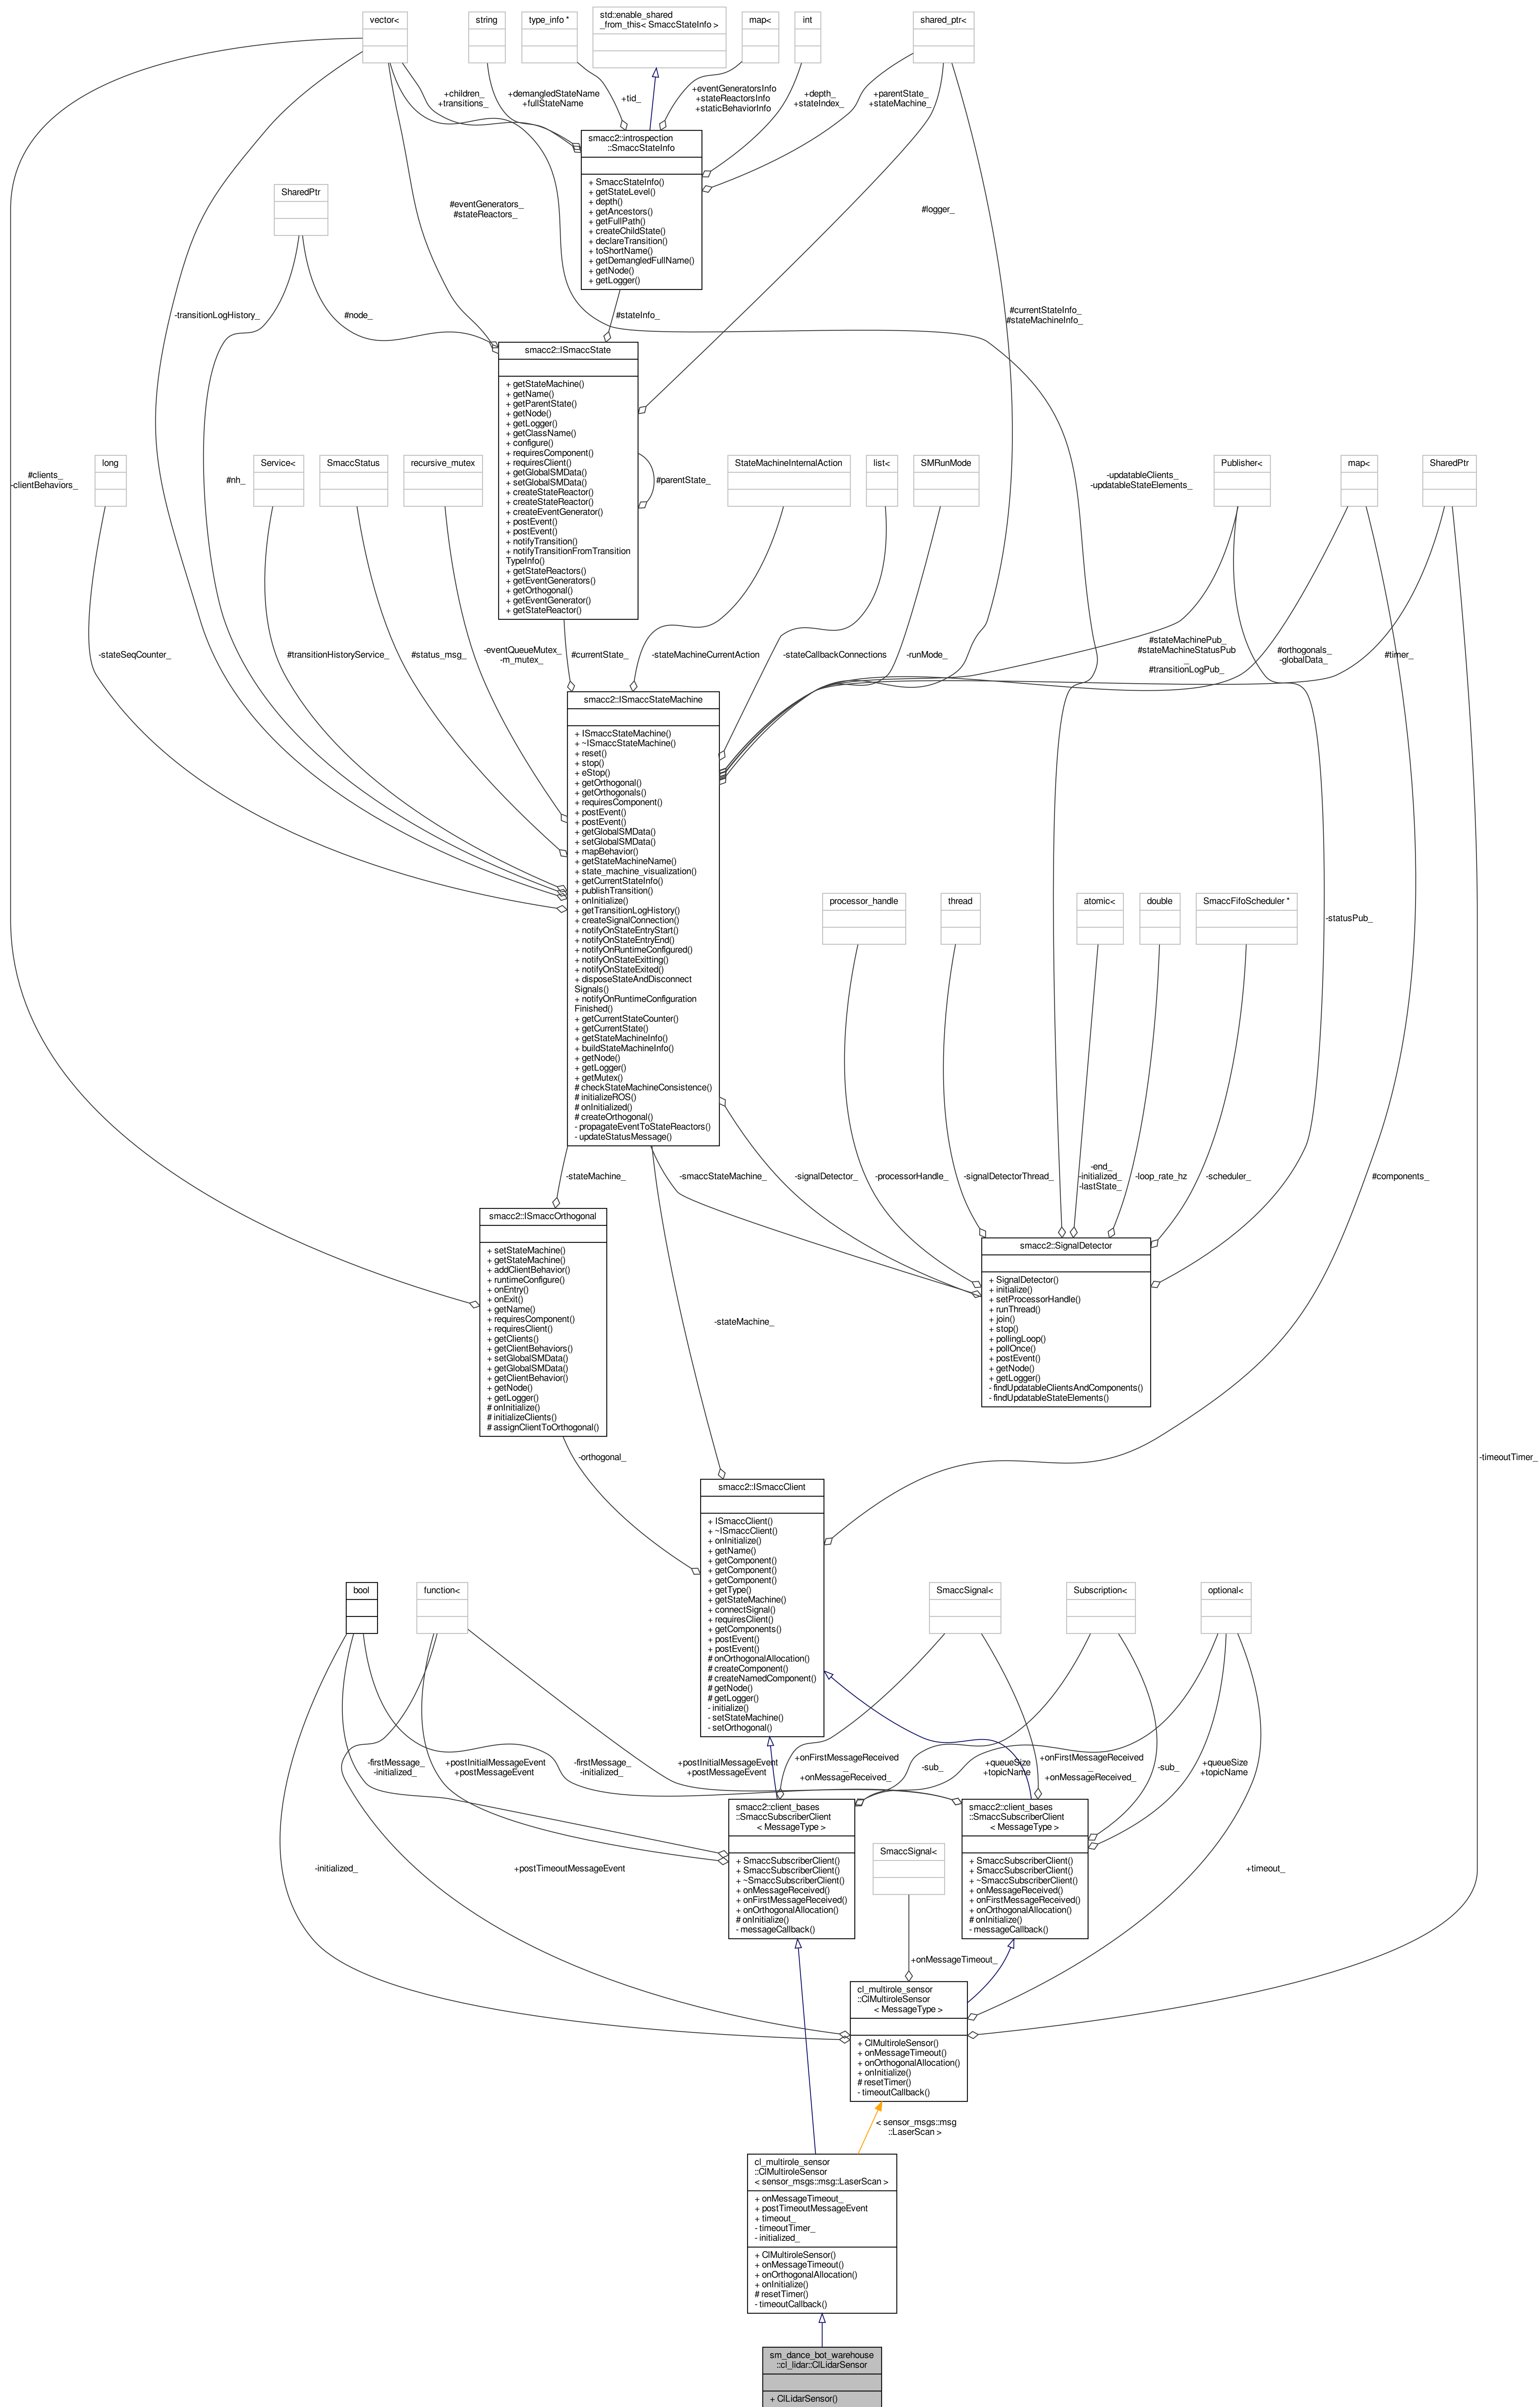 vector<
string
type_info *
std::enable_shared
_from_this< SmaccStateInfo >
map<
int
shared_ptr<
+children_
+transitions_
+demangledStateName
+fullStateName
+tid_
+eventGeneratorsInfo
+stateReactorsInfo
+staticBehaviorInfo
+depth_
+stateIndex_
+parentState_
+stateMachine_
smacc2::introspection
::SmaccStateInfo
+ SmaccStateInfo()
+ getStateLevel()
+ depth()
+ getAncestors()
+ getFullPath()
+ createChildState()
+ declareTransition()
+ toShortName()
+ getDemangledFullName()
+ getNode()
+ getLogger()
SharedPtr
#eventGenerators_
#stateReactors_
#logger_
-transitionLogHistory_
#node_
#stateInfo_
#currentStateInfo_
#stateMachineInfo_
smacc2::ISmaccState
+ getStateMachine()
+ getName()
+ getParentState()
+ getNode()
+ getLogger()
+ getClassName()
+ configure()
+ requiresComponent()
+ requiresClient()
+ getGlobalSMData()
+ setGlobalSMData()
+ createStateReactor()
+ createStateReactor()
+ createEventGenerator()
+ postEvent()
+ postEvent()
+ notifyTransition()
+ notifyTransitionFromTransition
TypeInfo()
+ getStateReactors()
+ getEventGenerators()
+ getOrthogonal()
+ getEventGenerator()
+ getStateReactor()
#parentState_
#clients_
-clientBehaviors_
long
#nh_
Service<
SmaccStatus
recursive_mutex
StateMachineInternalAction
list<
SMRunMode
-updatableClients_
-updatableStateElements_
Publisher<
map<
SharedPtr
-stateSeqCounter_
#transitionHistoryService_
#status_msg_
-eventQueueMutex_
-m_mutex_
#currentState_
-stateMachineCurrentAction
-stateCallbackConnections
-runMode_
#stateMachinePub_
#stateMachineStatusPub
_
#transitionLogPub_
#orthogonals_
-globalData_
#timer_
smacc2::ISmaccStateMachine
+ ISmaccStateMachine()
+ ~ISmaccStateMachine()
+ reset()
+ stop()
+ eStop()
+ getOrthogonal()
+ getOrthogonals()
+ requiresComponent()
+ postEvent()
+ postEvent()
+ getGlobalSMData()
+ setGlobalSMData()
+ mapBehavior()
+ getStateMachineName()
+ state_machine_visualization()
+ getCurrentStateInfo()
+ publishTransition()
+ onInitialize()
+ getTransitionLogHistory()
+ createSignalConnection()
+ notifyOnStateEntryStart()
+ notifyOnStateEntryEnd()
+ notifyOnRuntimeConfigured()
+ notifyOnStateExitting()
+ notifyOnStateExited()
+ disposeStateAndDisconnect
Signals()
+ notifyOnRuntimeConfiguration
Finished()
+ getCurrentStateCounter()
+ getCurrentState()
+ getStateMachineInfo()
+ buildStateMachineInfo()
+ getNode()
+ getLogger()
+ getMutex()
# checkStateMachineConsistence()
# initializeROS()
# onInitialized()
# createOrthogonal()
- propagateEventToStateReactors()
- updateStatusMessage()
processor_handle
thread
atomic<
double
SmaccFifoScheduler *
-statusPub_
-stateMachine_
-smaccStateMachine_
-signalDetector_
-processorHandle_
-signalDetectorThread_
-end_
-initialized_
-lastState_
-loop_rate_hz
-scheduler_
#components_
smacc2::ISmaccOrthogonal
+ setStateMachine()
+ getStateMachine()
+ addClientBehavior()
+ runtimeConfigure()
+ onEntry()
+ onExit()
+ getName()
+ requiresComponent()
+ requiresClient()
+ getClients()
+ getClientBehaviors()
+ setGlobalSMData()
+ getGlobalSMData()
+ getClientBehavior()
+ getNode()
+ getLogger()
# onInitialize()
# initializeClients()
# assignClientToOrthogonal()
smacc2::SignalDetector
+ SignalDetector()
+ initialize()
+ setProcessorHandle()
+ runThread()
+ join()
+ stop()
+ pollingLoop()
+ pollOnce()
+ postEvent()
+ getNode()
+ getLogger()
- findUpdatableClientsAndComponents()
- findUpdatableStateElements()
-stateMachine_
-orthogonal_
-timeoutTimer_
smacc2::ISmaccClient
+ ISmaccClient()
+ ~ISmaccClient()
+ onInitialize()
+ getName()
+ getComponent()
+ getComponent()
+ getComponent()
+ getType()
+ getStateMachine()
+ connectSignal()
+ requiresClient()
+ getComponents()
+ postEvent()
+ postEvent()
# onOrthogonalAllocation()
# createComponent()
# createNamedComponent()
# getNode()
# getLogger()
- initialize()
- setStateMachine()
- setOrthogonal()
bool
function<
SmaccSignal<
Subscription<
optional<
-firstMessage_
-initialized_
+postInitialMessageEvent
+postMessageEvent
-firstMessage_
-initialized_
+postInitialMessageEvent
+postMessageEvent
+onFirstMessageReceived
_
+onMessageReceived_
-sub_
+queueSize
+topicName
+onFirstMessageReceived
_
+onMessageReceived_
-sub_
+queueSize
+topicName
smacc2::client_bases
::SmaccSubscriberClient
< MessageType >
+ SmaccSubscriberClient()
+ SmaccSubscriberClient()
+ ~SmaccSubscriberClient()
+ onMessageReceived()
+ onFirstMessageReceived()
+ onOrthogonalAllocation()
# onInitialize()
- messageCallback()
SmaccSignal<
smacc2::client_bases
::SmaccSubscriberClient
< MessageType >
+ SmaccSubscriberClient()
+ SmaccSubscriberClient()
+ ~SmaccSubscriberClient()
+ onMessageReceived()
+ onFirstMessageReceived()
+ onOrthogonalAllocation()
# onInitialize()
- messageCallback()
-initialized_
+postTimeoutMessageEvent
+timeout_
+onMessageTimeout_
cl_multirole_sensor
::ClMultiroleSensor
< MessageType >
+ ClMultiroleSensor()
+ onMessageTimeout()
+ onOrthogonalAllocation()
+ onInitialize()
# resetTimer()
- timeoutCallback()
< sensor_msgs::msg
::LaserScan >
cl_multirole_sensor
::ClMultiroleSensor
< sensor_msgs::msg::LaserScan >
+ onMessageTimeout_
+ postTimeoutMessageEvent
+ timeout_
- timeoutTimer_
- initialized_
+ ClMultiroleSensor()
+ onMessageTimeout()
+ onOrthogonalAllocation()
+ onInitialize()
# resetTimer()
- timeoutCallback()
sm_dance_bot_warehouse
::cl_lidar::ClLidarSensor
+ ClLidarSensor()